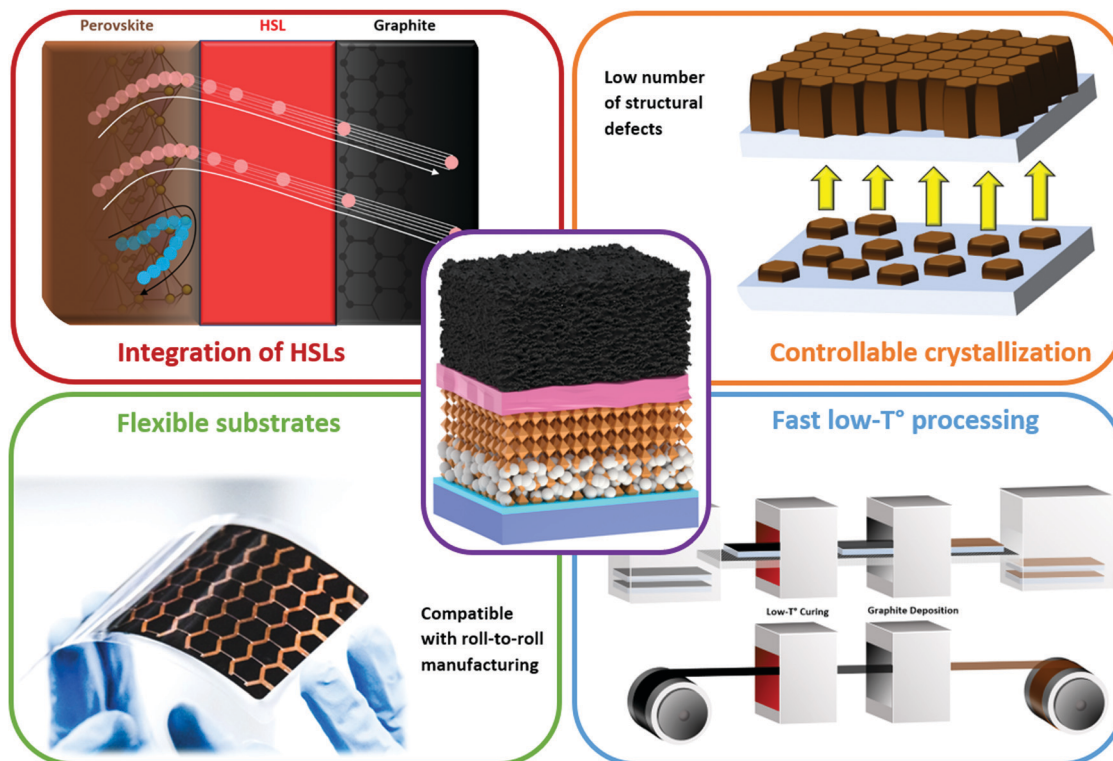 Perovskite HSL Graphite
Integration of HSLs
Low number
of structural
defects
Controllable crystallization
Flexible substrates
Compatible
with roll-to-roll
manufacturing
Fast low-T° processing
Low-T° Curing Graphite Deposition